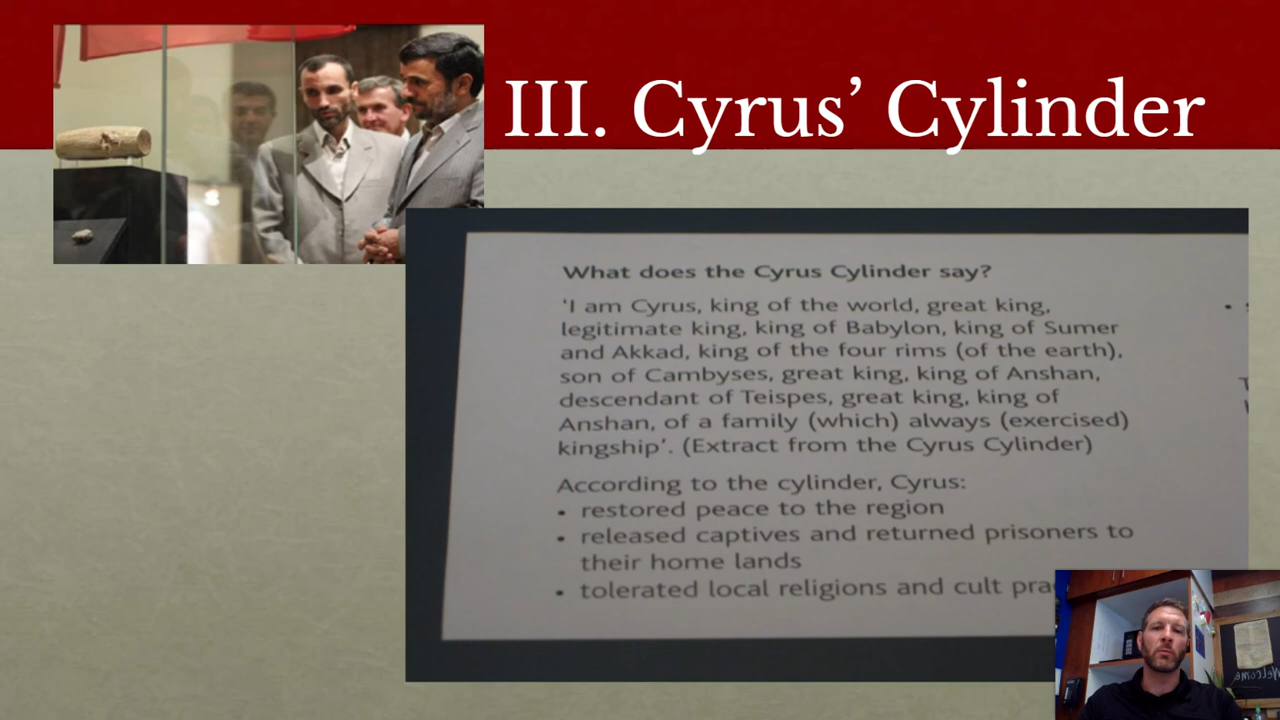 III. Cyrus’ Cylinder
What does the Cyrus Cylinder say?
‘I am Cyrus, king of the world, great king,
legitimate king, king of Babylon, king of Sumer
and Akkad, king of the four rims (of the earth),
son of Cambyses, great king, king of Anshan,
descendant of Teispes, great king, king of
Anshan, of a family (which) always (exercised)
kingship’. (Extract from the Cyrus Cylinder)
According to the cylinder, Cyrus:
• restored peace to the region
• released captives and returned prisoners to
their home lands
• tolerated local religions and cult pra
Welcome